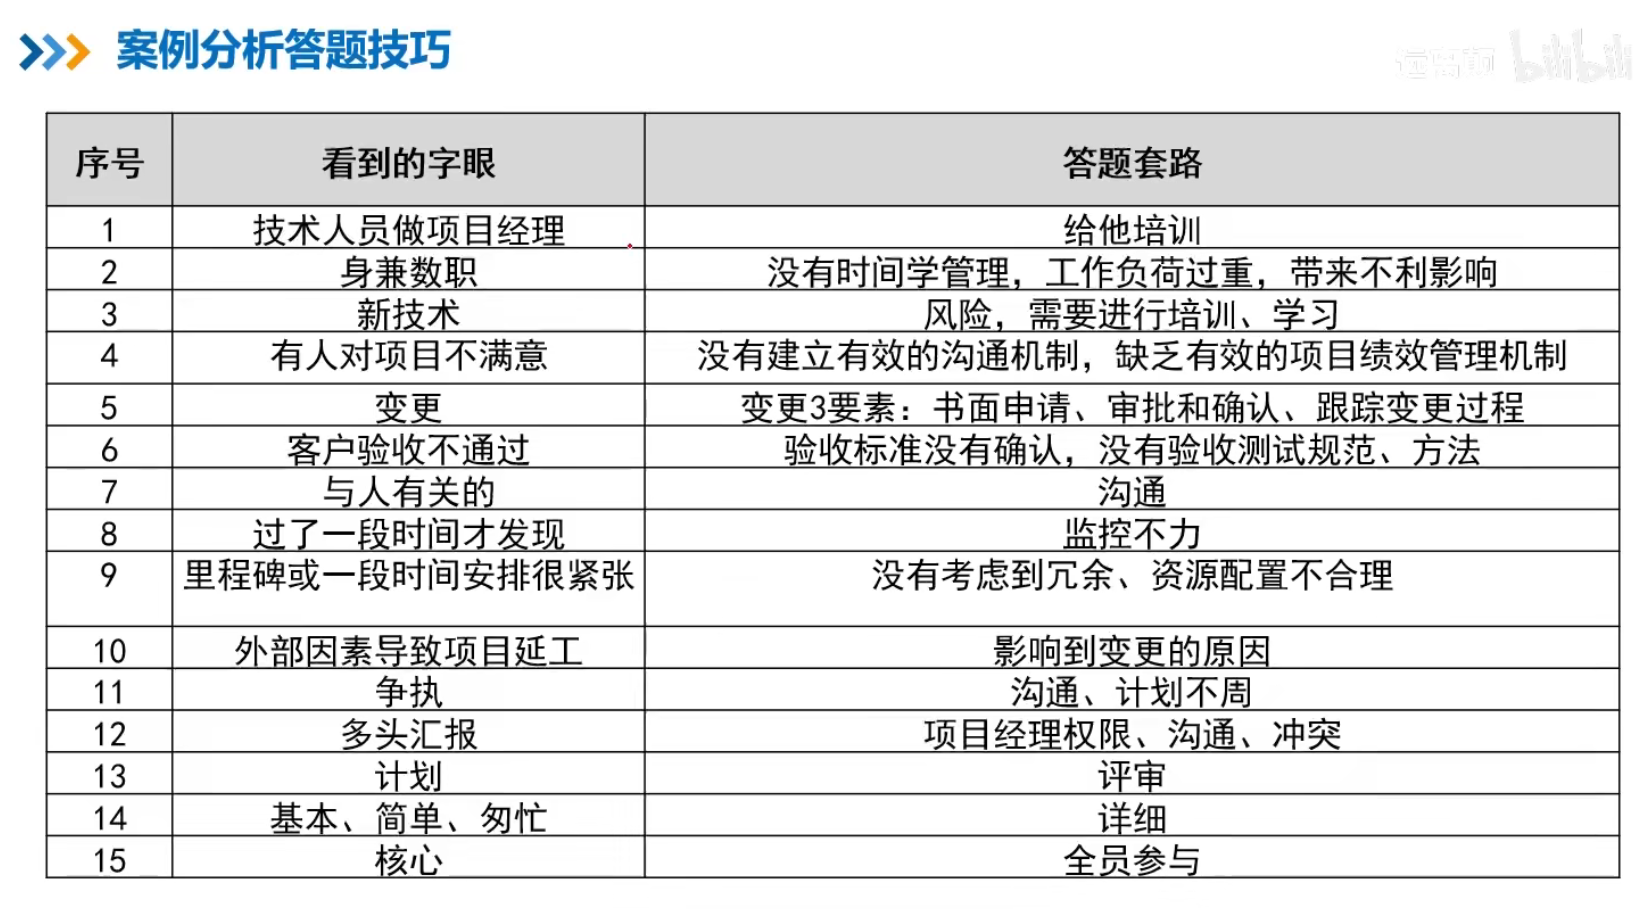 案例分析答题技巧
远离颠 bilibili
序号 看到的字眼 答题套路
1 技术人员做项目经理 给他培训
2 身兼数职 没有时间学管理，工作负荷过重，带来不利影响
3 新技术 风险，需要进行培训、学习
4 有人对项目不满意 没有建立有效的沟通机制，缺乏有效的项目绩效管理机制
5 变更 变更3要素：书面申请、审批和确认、跟踪变更过程
6 客户验收不通过 验收标准没有确认，没有验收测试规范、方法
7 与人有关的 沟通
8 过了一段时间才发现 监控不力
9 里程碑或一段时间安排很紧张 没有考虑到冗余、资源配置不合理
10 外部因素导致项目延工 影响到变更的原因
11 争执 沟通、计划不周
12 多头汇报 项目经理权限、沟通、冲突
13 计划 评审
14 基本、简单、匆忙 详细
15 核心 全员参与